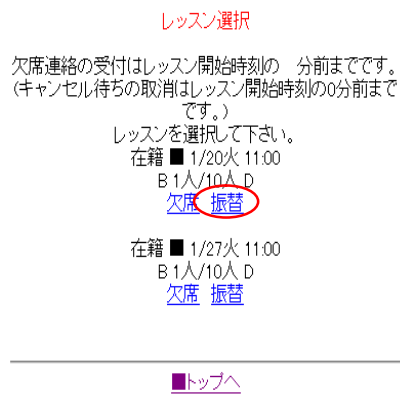 レッスン選択
欠席連絡の受付はレッスン開始時刻の　分前までです。
(キャンセル待ちの取消はレッスン開始時刻の0分前まで
です。)
レッスンを選択して下さい。
在籍 ■ 1/20火 11:00
B 1人/10人 D
欠席 振替
在籍 ■ 1/27火 11:00
B 1人/10人 D
欠席 振替
■トップへ